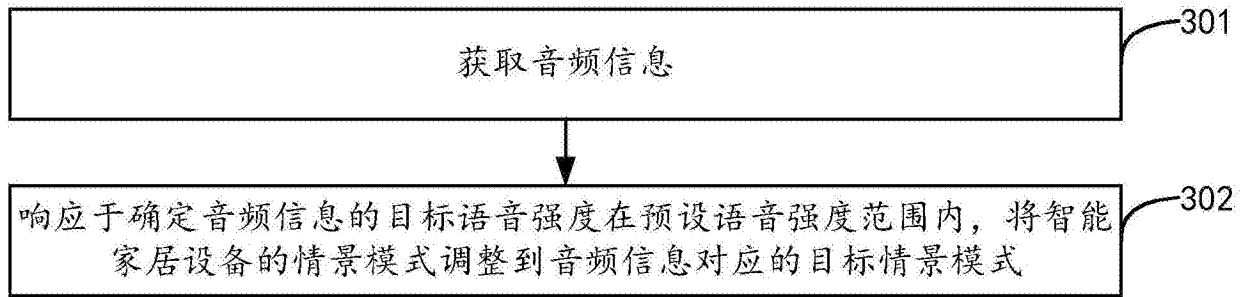 获取音频信息
301
响应于确定音频信息的目标语音强度在预设语音强度范围内，将智能
家居设备的情景模式调整到音频信息对应的目标情景模式
302